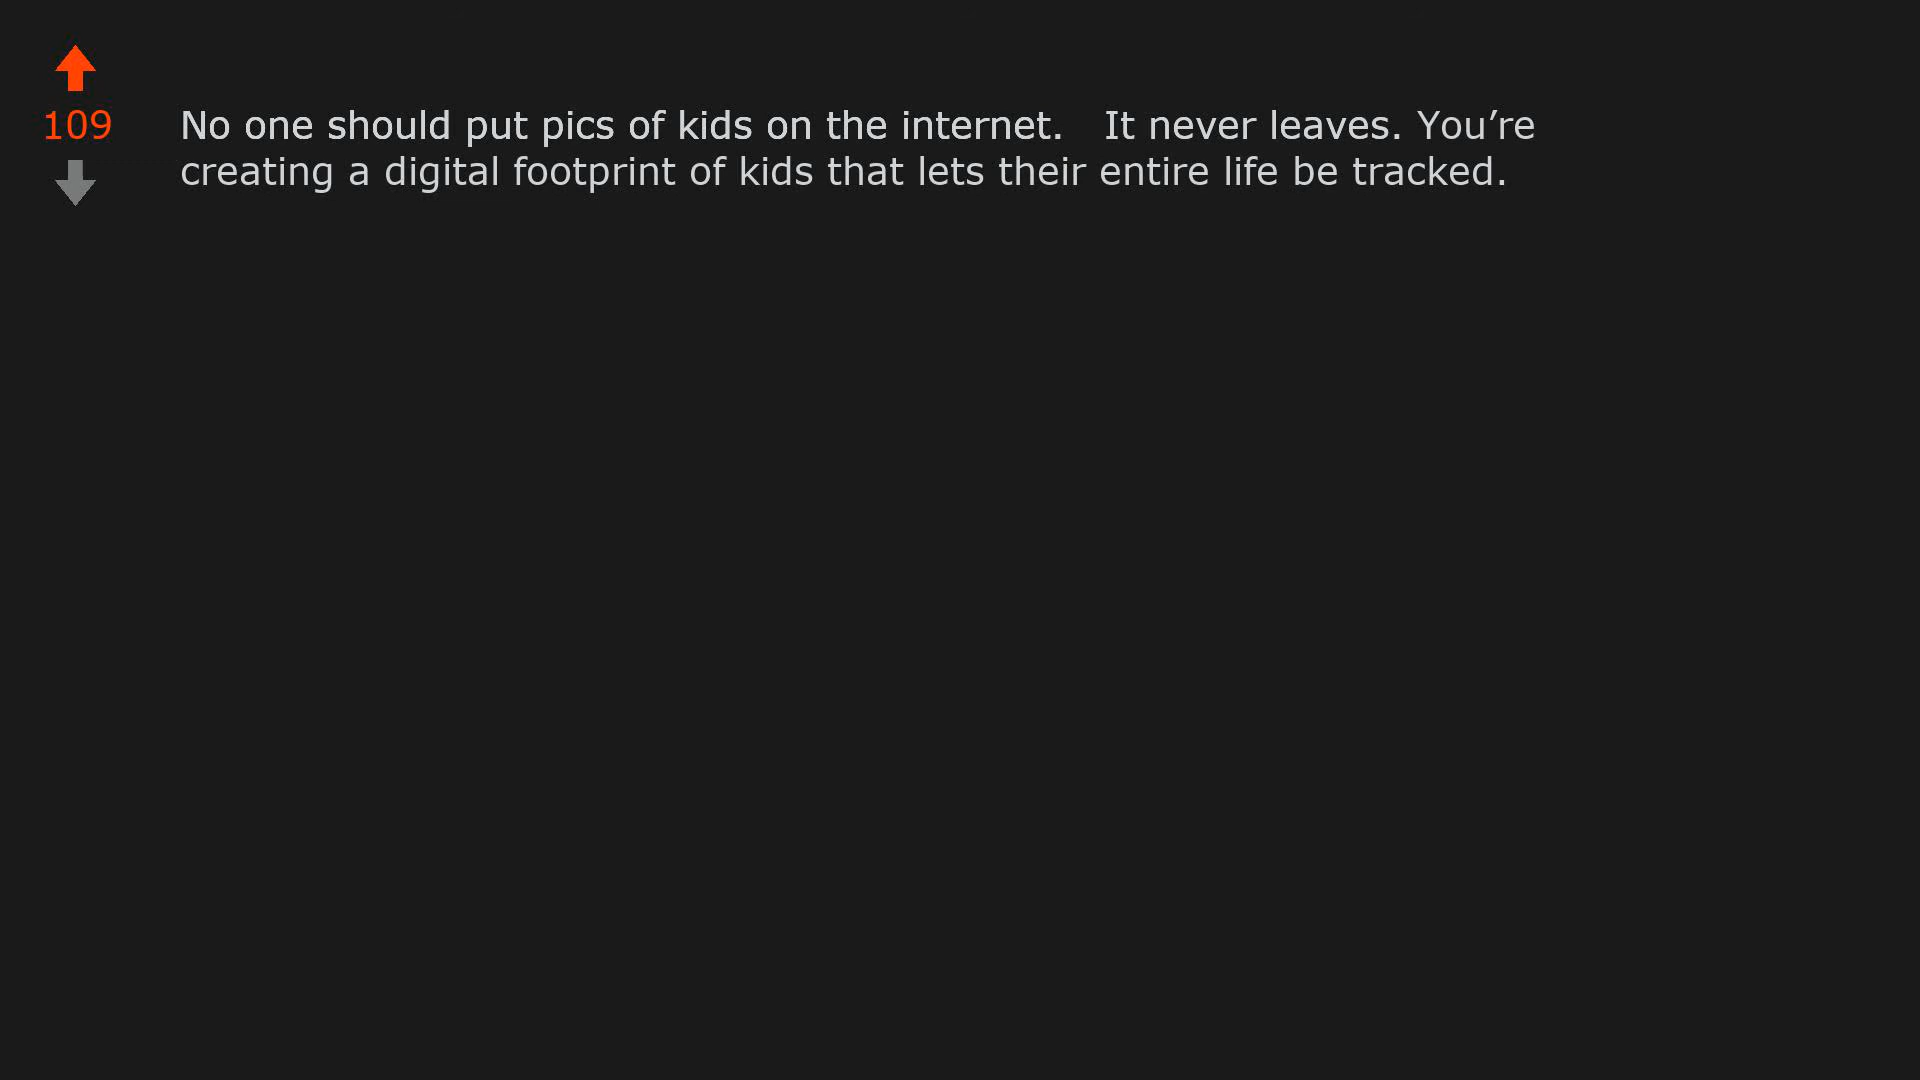 109
No one should put pics of kids on the internet.   It never leaves. You’re
creating a digital footprint of kids that lets their entire life be tracked.